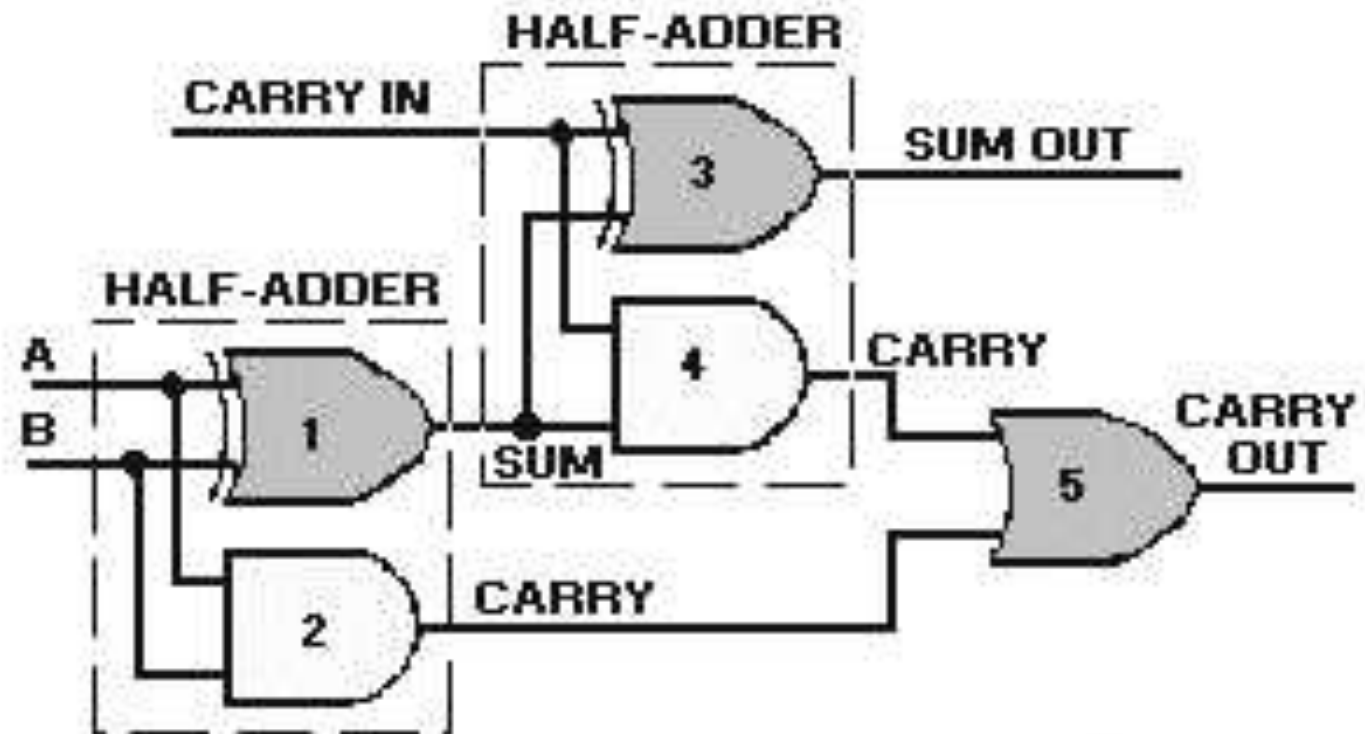 HALF-ADDER
CARRY IN
3
SUM OUT
HALF-ADDER
A
B
1
4
CARRY
SUM
5
CARRY
OUT
2
CARRY